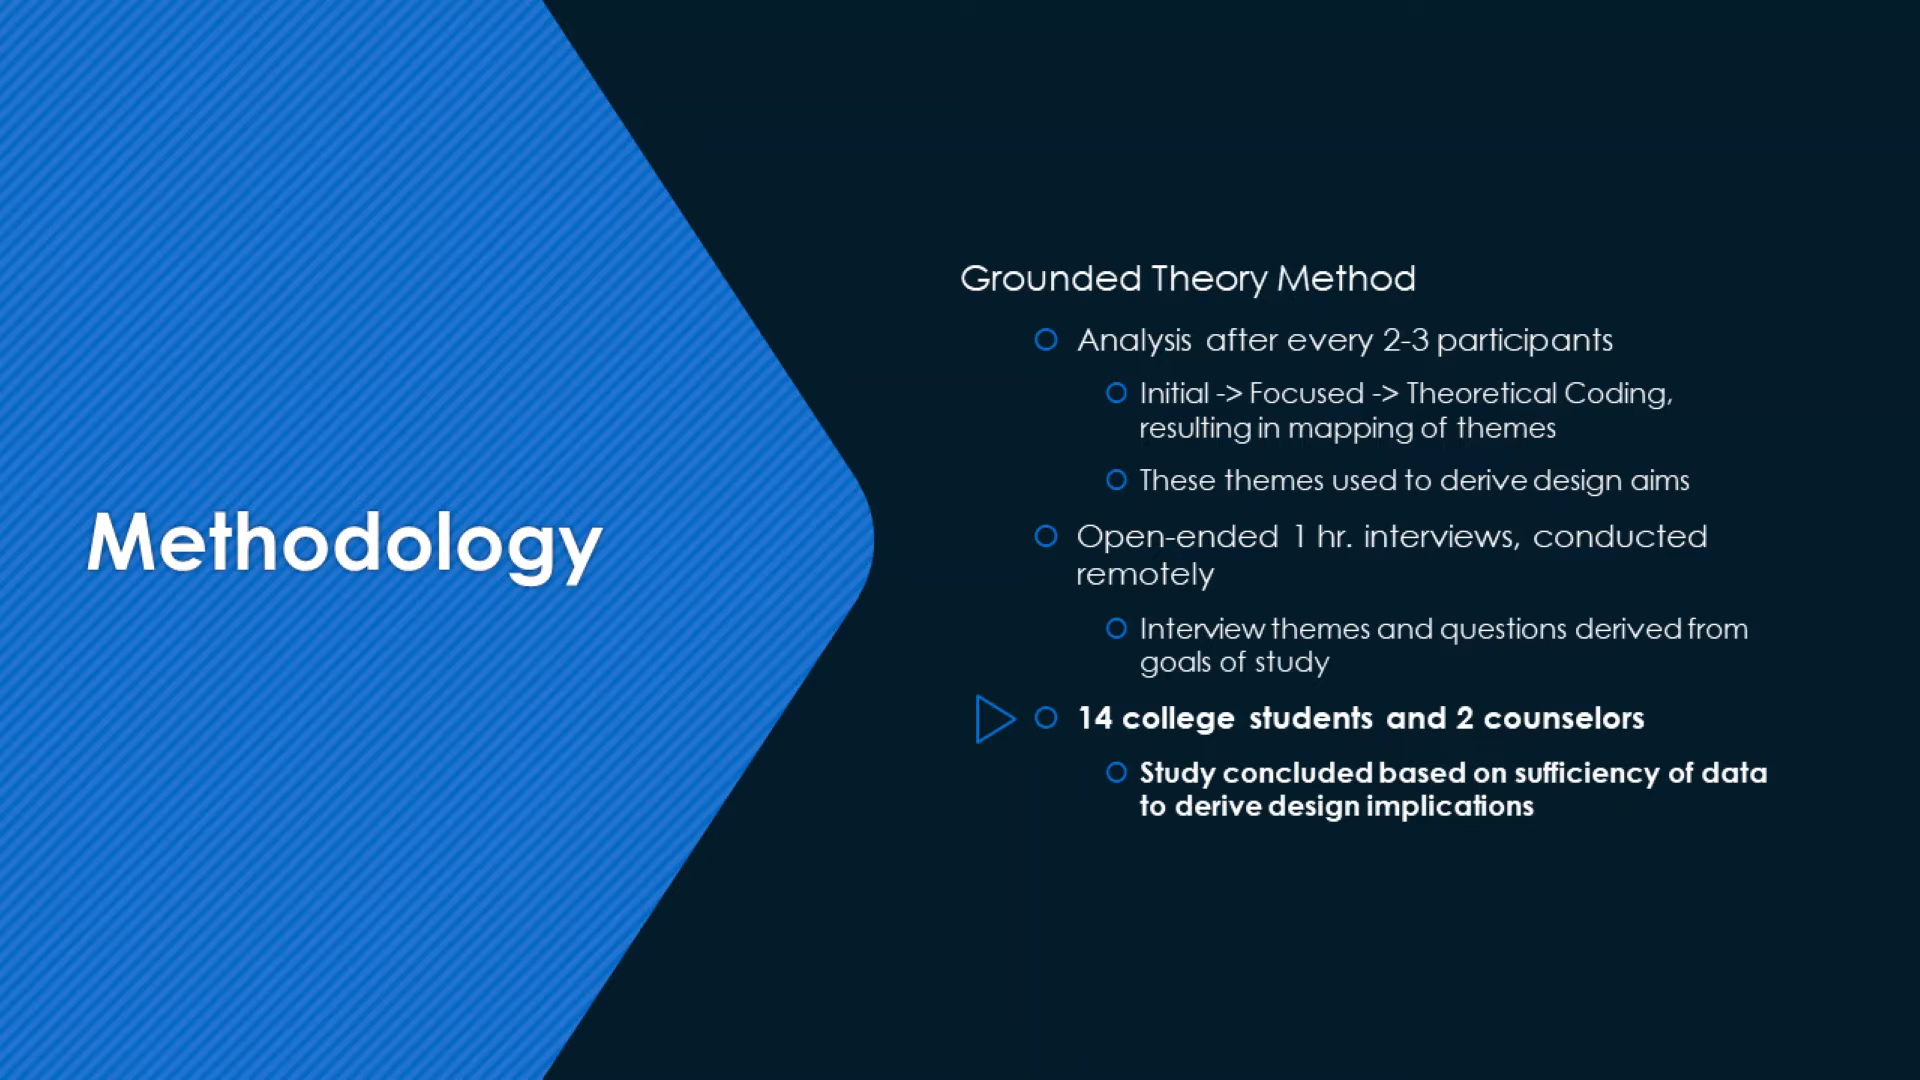 Methodology
Grounded Theory Method
Analysis after every 2-3 participants
Initial -> Focused -> Theoretical Coding,
resulting in mapping of themes
These themes used to derive design aims
Open-ended 1 hr. interviews, conducted
remotely
Interview themes and questions derived from
goals of study
14 college students and 2 counselors
Study concluded based on sufficiency of data
to derive design implications